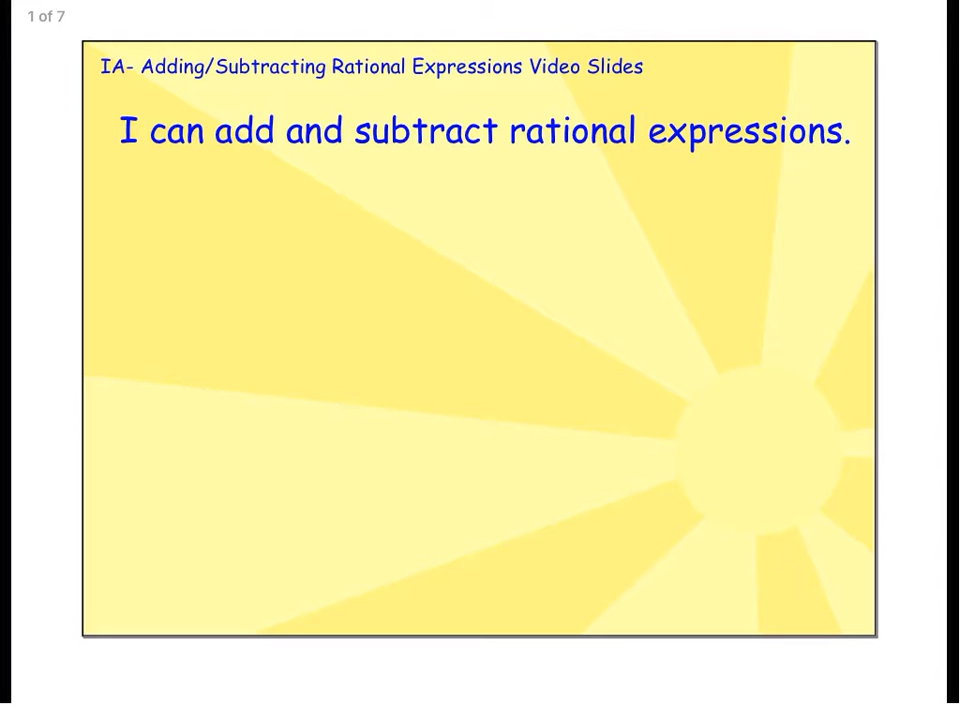 1 of 7
IA- Adding/Subtracting Rational Expressions Video Slides
I can add and subtract rational expressions.